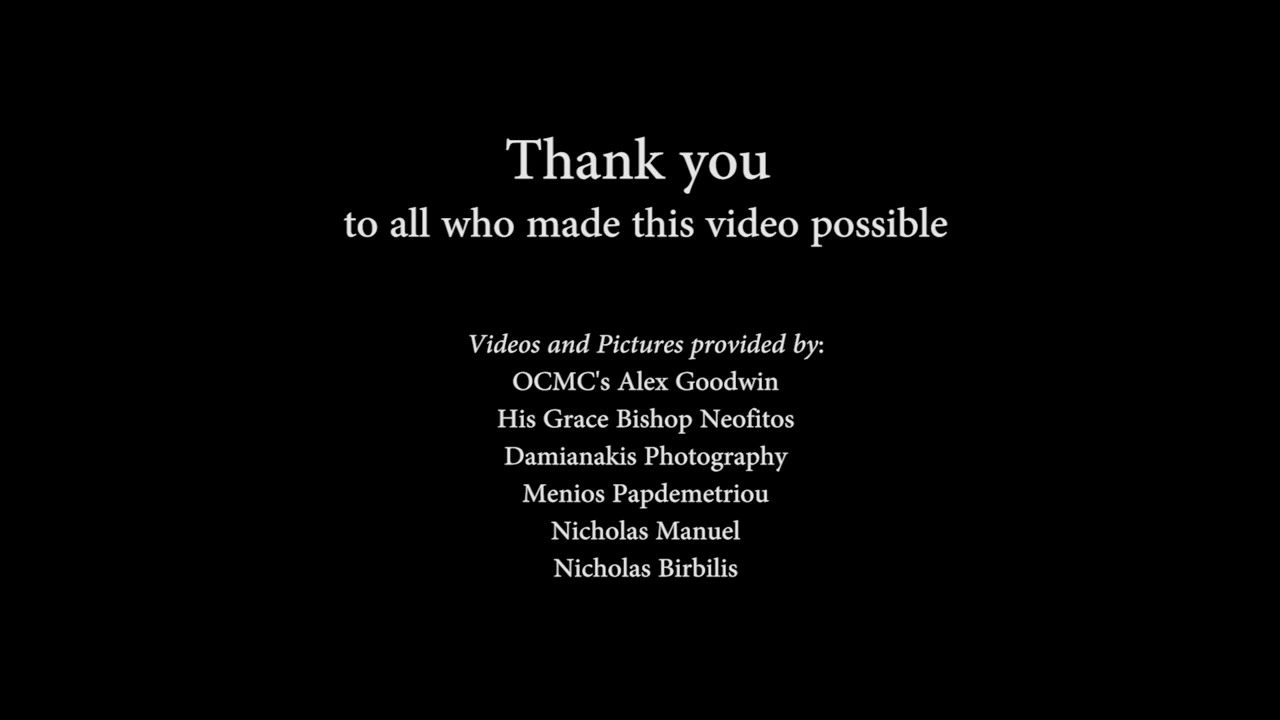 Thank you
to all who made this video possible
Videos and Pictures provided by:
OCMC's Alex Goodwin
His Grace Bishop Neofitos
Damianakis Photography
Menios Papdemetriou
Nicholas Manuel
Nicholas Birbilis